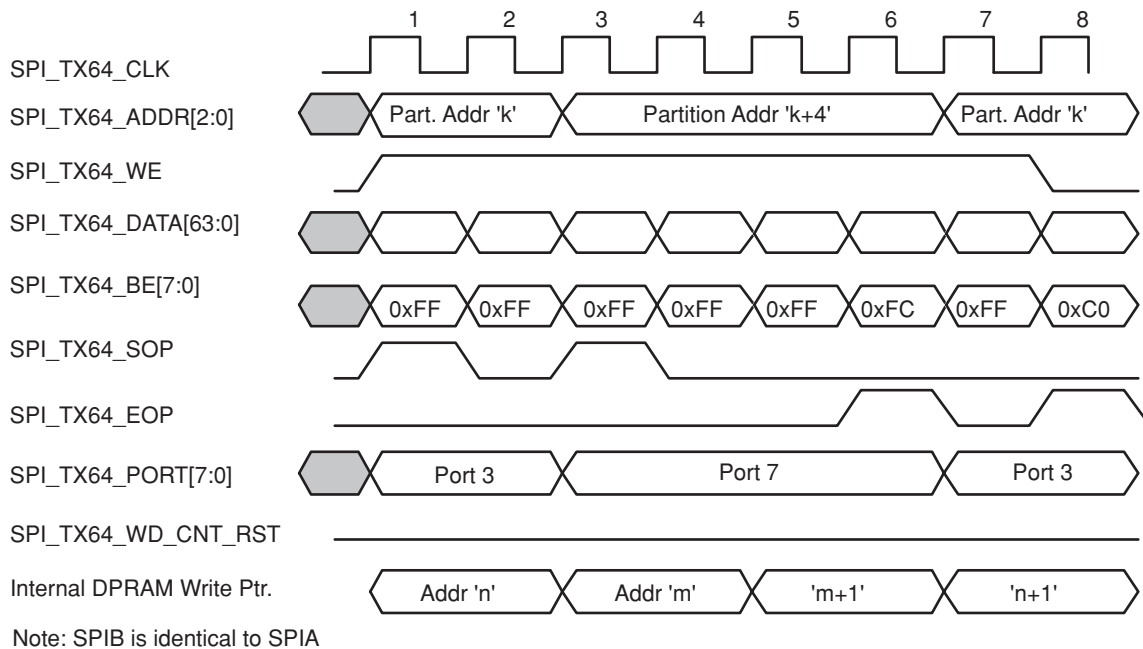 1 2 3 4 5 6 7 8
SPI_TX64_CLK
SPI_TX64_ADDR[2:0] Part. Addr 'k' Partition Addr 'k+4' Part. Addr 'k'
SPI_TX64_WE
SPI_TX64_DATA[63:0]
SPI_TX64_BE[7:0] 0xFF 0xFF 0xFF 0xFF 0xFF 0xFC 0xFF 0xC0
SPI_TX64_SOP
SPI_TX64_EOP
SPI_TX64_PORT[7:0] Port 3 Port 7 Port 3
SPI_TX64_WD_CNT_RST
Internal DPRAM Write Ptr. Addr 'n' Addr 'm' 'm+1' 'n+1'
Note: SPIB is identical to SPIA